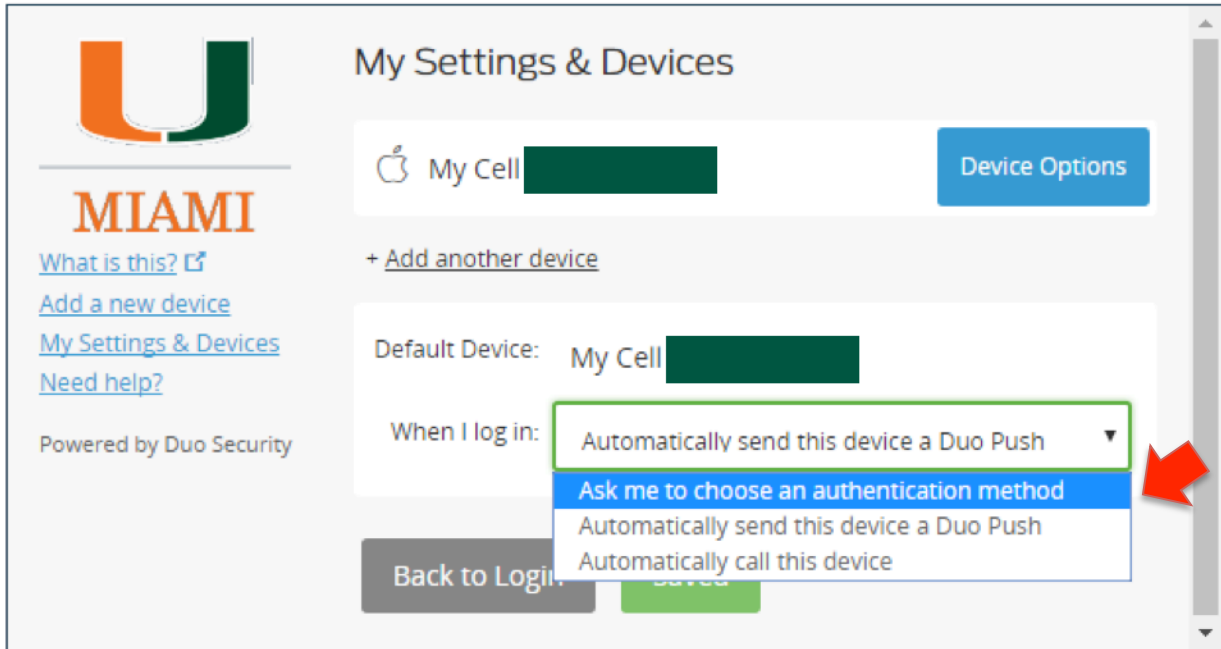 MIAMI
What is this?
Add a new device
My Settings & Devices
Need help?
Powered by Duo Security
My Settings & Devices
My Cell
Device Options
+ Add another device
Default Device: My Cell
When I log in: Automatically send this device a Duo Push
Ask me to choose an authentication method
Automatically send this device a Duo Push
Automatically call this device
Back to Login
Saved